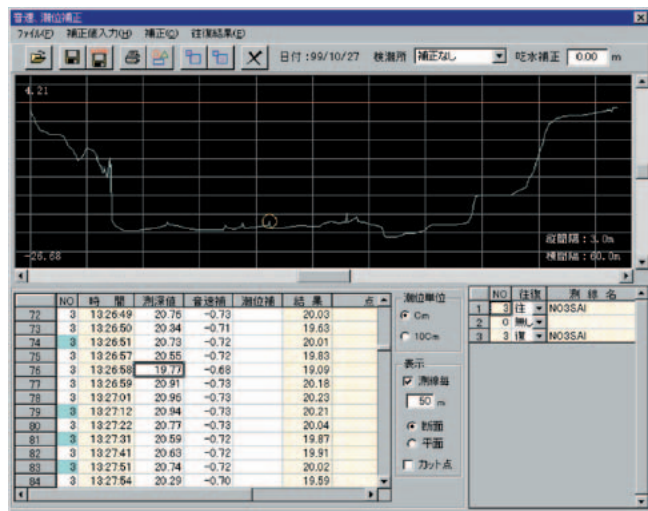 音速、潮位補正
ファイル(F) 補正値入力(H) 補正(C) 往復結果(E)
日付:99/10/27 検潮所 補正なし 吃水補正 0.00 m
4.21
-26.68
縦間隔:3.0m
横間隔:60.0m
NO 時 間 測深値 音速補 潮位補 結 果 点
72 3 13:26:49 20.76 -0.73 20.03
73 3 13:26:50 20.34 -0.71 19.63
74 3 13:26:51 20.73 -0.72 20.01
75 3 13:26:57 20.55 -0.72 19.83
76 3 13:26:58 19.77 -0.68 19.09
77 3 13:26:59 20.91 -0.73 20.18
78 3 13:27:01 20.96 -0.73 20.23
79 3 13:27:12 20.94 -0.73 20.21
80 3 13:27:22 20.77 -0.73 20.04
81 3 13:27:31 20.59 -0.72 19.87
82 3 13:27:41 20.63 -0.72 19.91
83 3 13:27:51 20.74 -0.72 20.02
84 3 13:27:54 20.29 -0.70 19.59
潮位単位
Cm
10Cm
表示
測線毎
50 m
断面
平面
カット点
NO 往復 測 線 名
1 3 往 NO3SAI
2 0 無し
3 3 復 NO3SAI